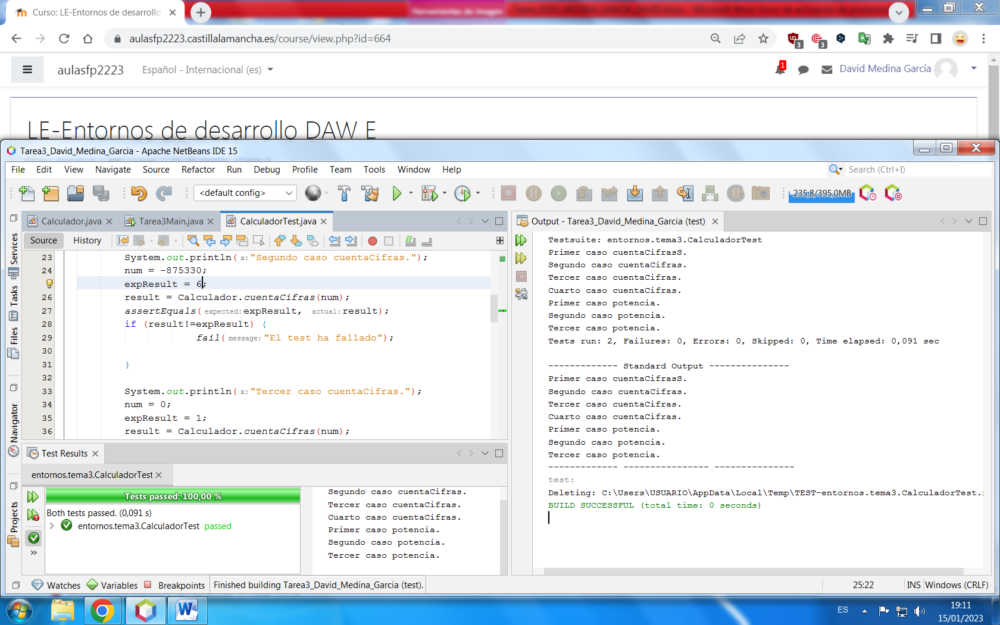 Curso: LE-Entornos de desarrollo
Herramientas de imagen
aulasfp2223.castillalamancha.es/course/view.php?id=664
3
3
aulasfp2223
Español - Internacional (es)
1
David Medina García
LE-Entornos de desarrollo DAW E
Tarea3_David_Medina_Garcia - Apache NetBeans IDE 15
File Edit View Navigate Source Refactor Run Debug Profile Team Tools Window Help
Search (Ctrl+I)
<default config>
235,8/395,0MB
Calculador.java
Tarea3Main.java
CalculadorTest.java
Source History
Services
Tasks
Files
Navigator
Projects
23 System.out.println(x:"Segundo caso cuentaCifras.");
24 num = -875330;
expResult = 6;
26 result = Calculador.cuentaCifras(num);
27 assertEquals(expected:expResult, actual:result);
28 if (result!=expResult) {
29 fail(message:"El test ha fallado");
30
31 }
32
33 System.out.println(x:"Tercer caso cuentaCifras.");
34 num = 0;
35 expResult = 1;
36 result = Calculador.cuentaCifras(num);
Test Results
entornos.tema3.CalculadorTest
Tests passed: 100,00 %
Both tests passed. (0,091 s)
entornos.tema3.CalculadorTest passed
»
Segundo caso cuentaCifras.
Tercer caso cuentaCifras.
Cuarto caso cuentaCifras.
Primer caso potencia.
Segundo caso potencia.
Tercer caso potencia.
Output - Tarea3_David_Medina_Garcia (test)
Testsuite: entornos.tema3.CalculadorTest
Primer caso cuentaCifrasS.
Segundo caso cuentaCifras.
Tercer caso cuentaCifras.
Cuarto caso cuentaCifras.
Primer caso potencia.
Segundo caso potencia.
Tercer caso potencia.
Tests run: 2, Failures: 0, Errors: 0, Skipped: 0, Time elapsed: 0,091 sec
------------- Standard Output ---------------
Primer caso cuentaCifrasS.
Segundo caso cuentaCifras.
Tercer caso cuentaCifras.
Cuarto caso cuentaCifras.
Primer caso potencia.
Segundo caso potencia.
Tercer caso potencia.
------------- ---------------- ---------------
test:
Deleting: C:\Users\USUARIO\AppData\Local\Temp\TEST-entornos.tema3.CalculadorTest.
BUILD SUCCESSFUL (total time: 0 seconds)
Watches Variables Breakpoints
Finished building Tarea3_David_Medina_Garcia (test).
25:22
INS Windows (CRLF)
ES
19:11
15/01/2023